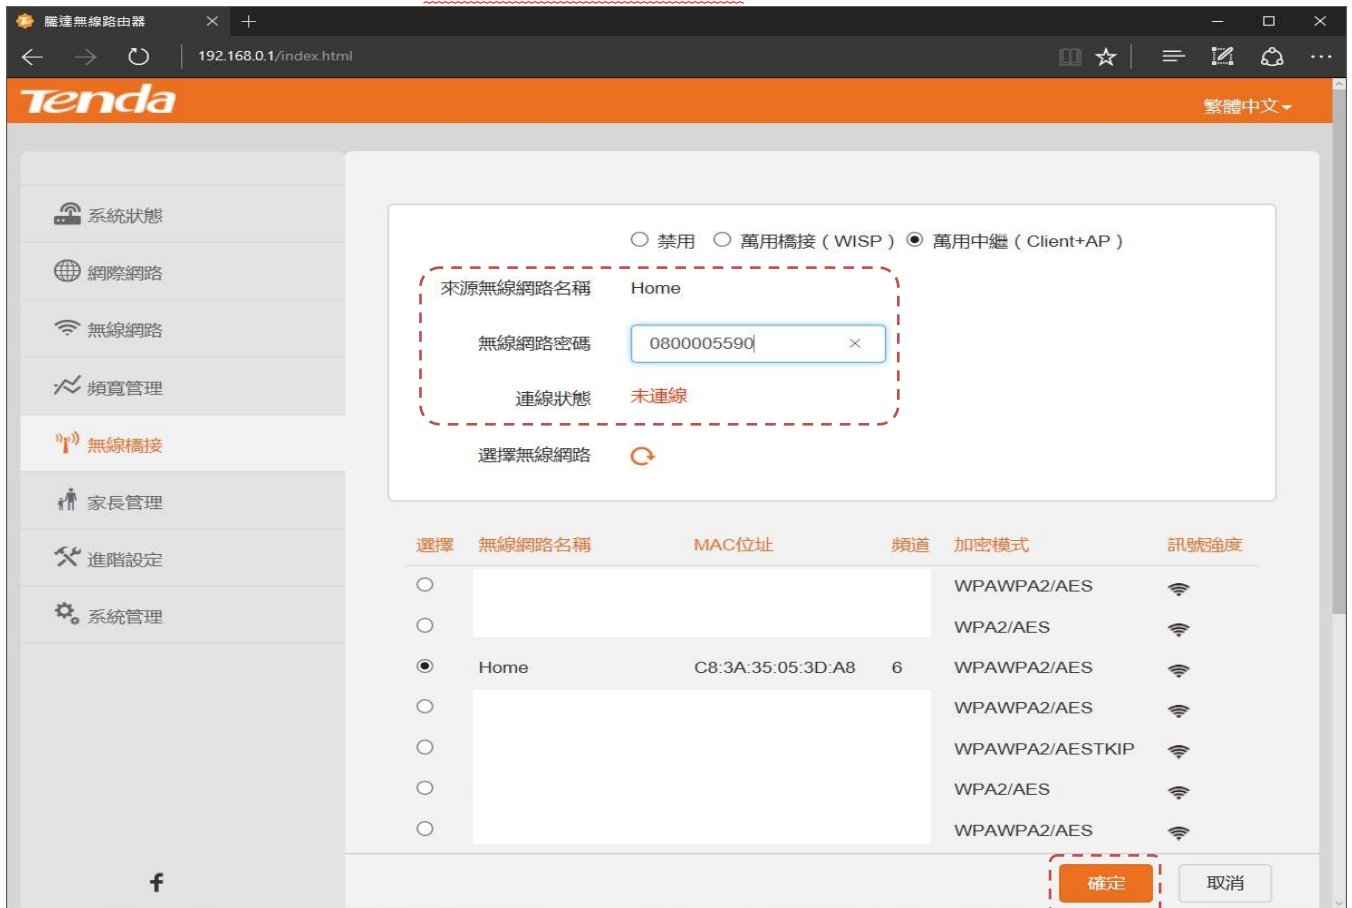 騰達無線路由器
192.168.0.1/index.html
Tenda
繁體中文
系統狀態
網際網路
無線網路
頻寬管理
無線橋接
家長管理
進階設定
系統管理
禁用 萬用橋接（WISP） 萬用中繼（Client+AP）
來源無線網路名稱 Home
無線網路密碼 0800005590
連線狀態 未連線
選擇無線網路
選擇 無線網路名稱 MAC位址 頻道 加密模式 訊號強度
WPAWPA2/AES
WPA2/AES
Home C8:3A:35:05:3D:A8 6 WPAWPA2/AES
WPAWPA2/AES
WPAWPA2/AESTKIP
WPA2/AES
WPAWPA2/AES
確定 取消